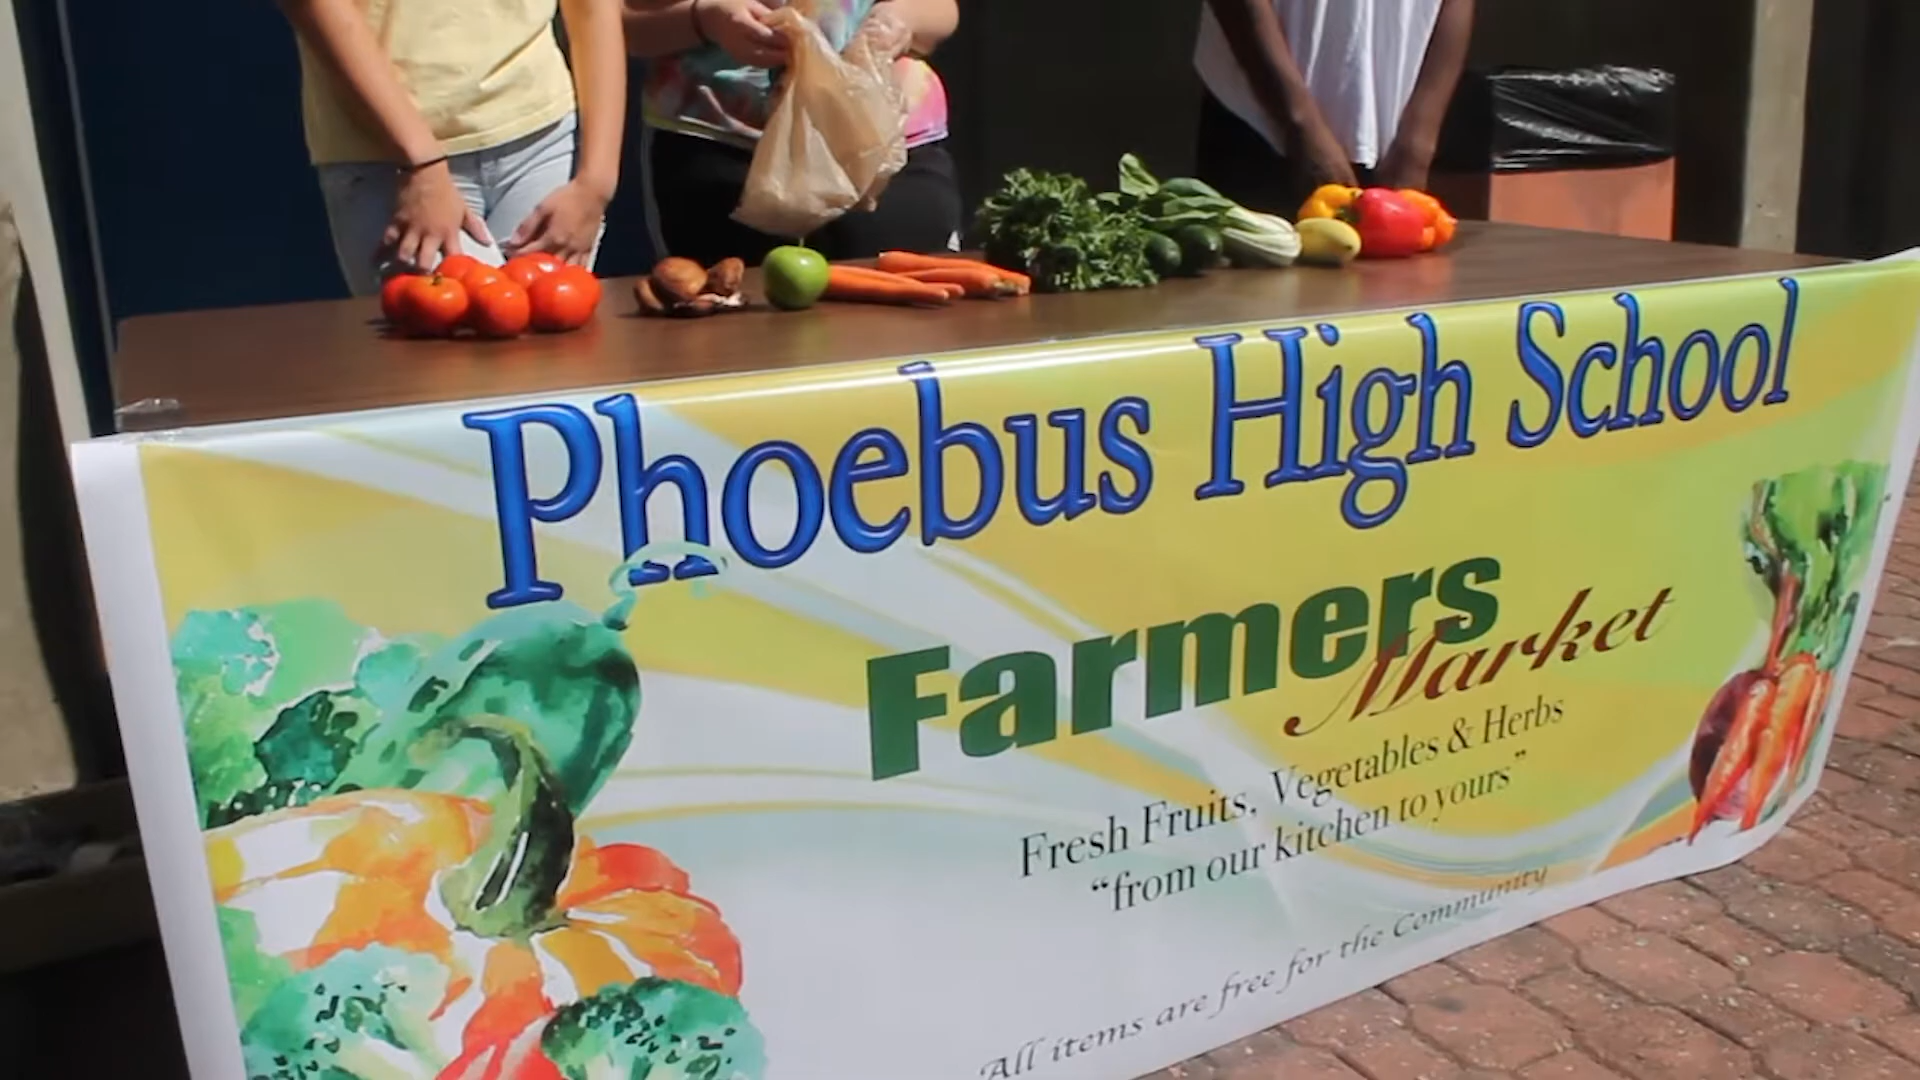 Phoebus High School
Farmers
Market
Fresh Fruits, Vegetables & Herbs
“from our kitchen to yours”
All items are free for the Community